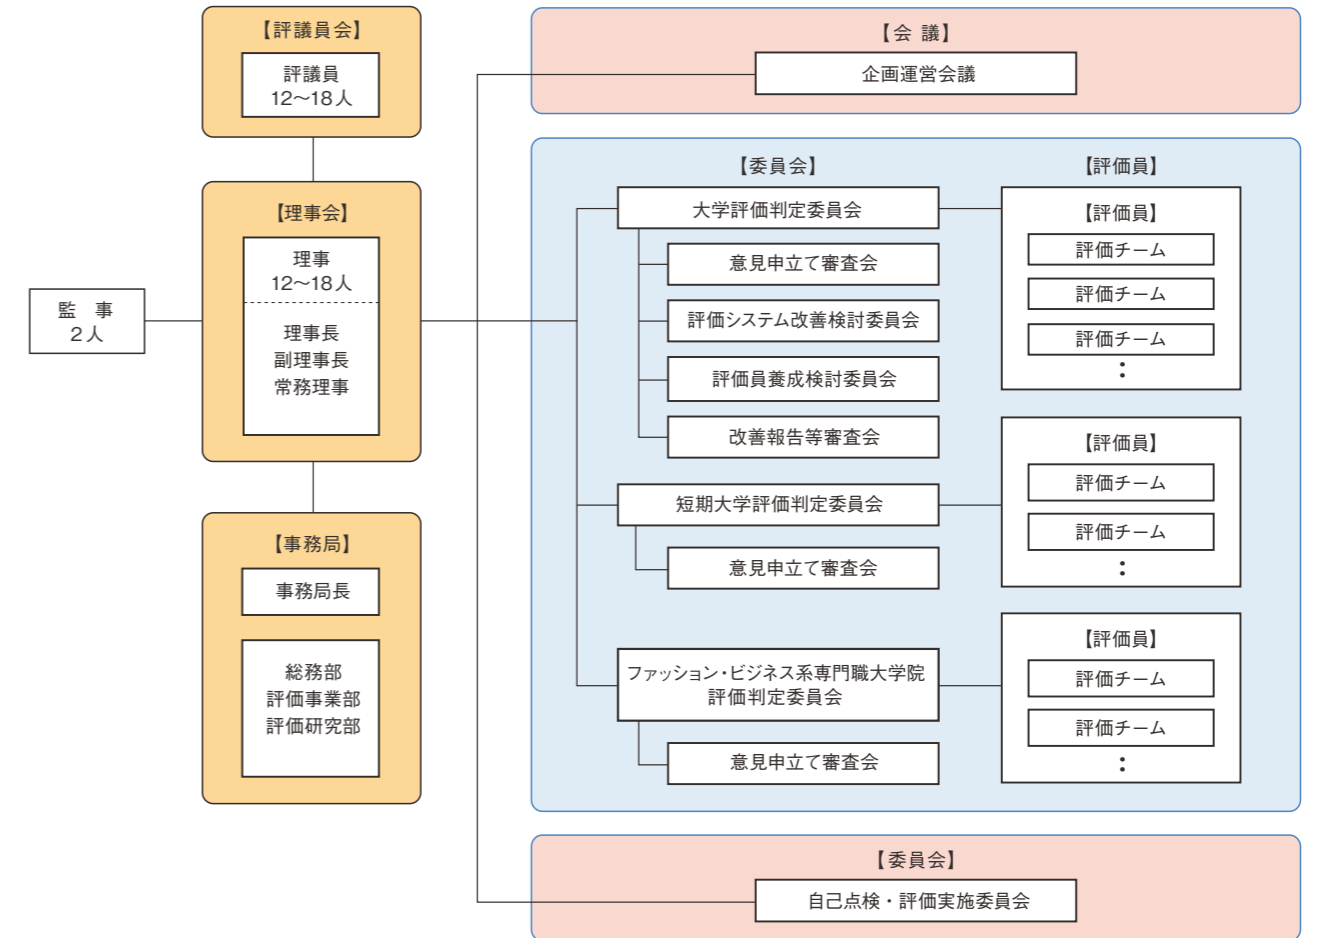 【評議員会】
評議員
12〜18人
【理事会】
理事
12〜18人
理事長
副理事長
常務理事
監　事
2人
【事務局】
事務局長
総務部
評価事業部
評価研究部
【会 議】
企画運営会議
【委員会】
大学評価判定委員会
意見申立て審査会
評価システム改善検討委員会
評価員養成検討委員会
改善報告等審査会
短期大学評価判定委員会
意見申立て審査会
ファッション・ビジネス系専門職大学院
評価判定委員会
意見申立て審査会
【評価員】
【評価員】
評価チーム
評価チーム
評価チーム
：
【評価員】
評価チーム
評価チーム
：
【評価員】
評価チーム
評価チーム
：
【委員会】
自己点検・評価実施委員会